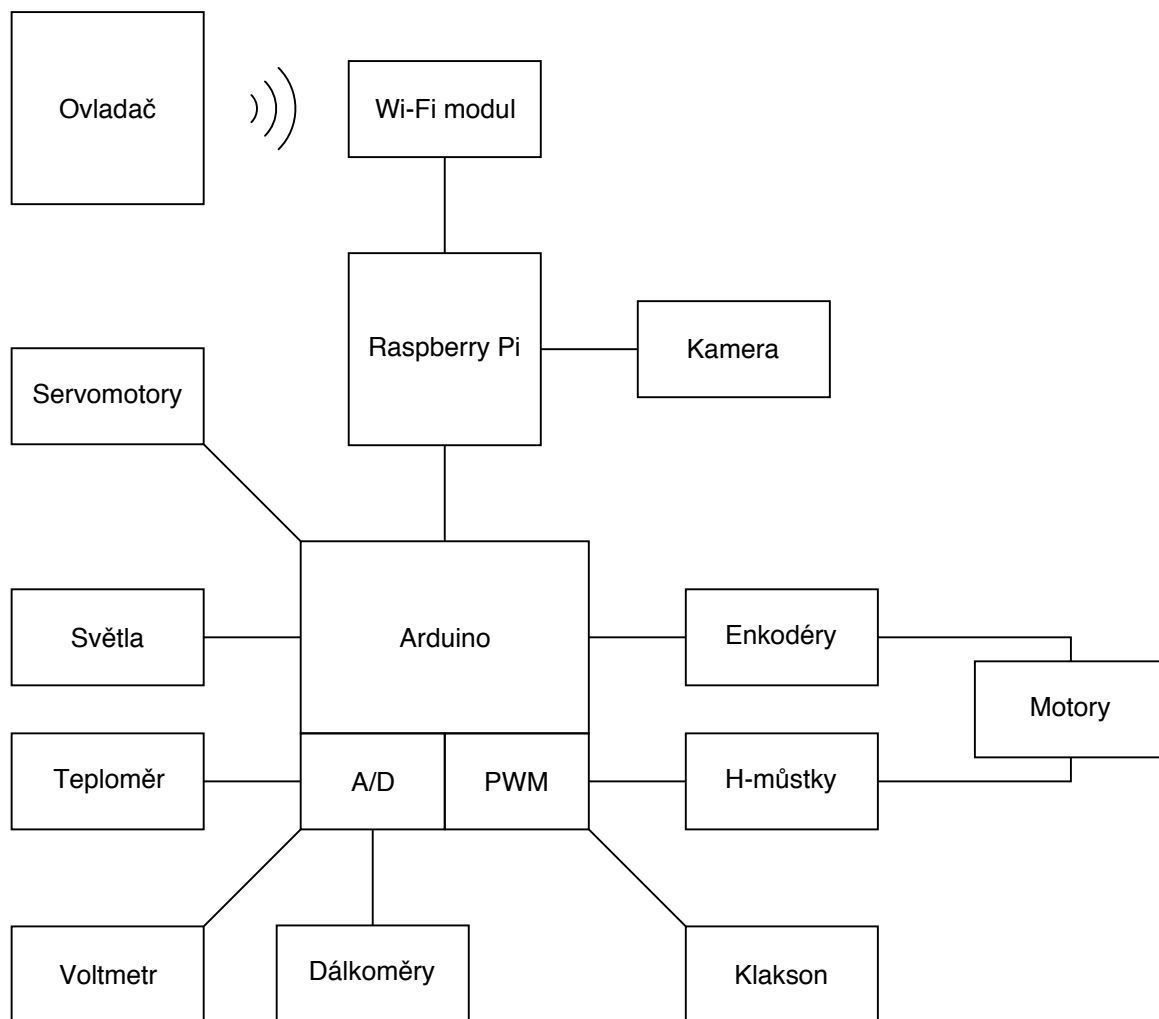 Ovladač
Wi-Fi modul
Raspberry Pi
Kamera
Servomotory
Světla
Arduino
Enkodéry
Motory
Teploměr
A/D
PWM
H-můstky
Voltmetr
Dálkoměry
Klakson